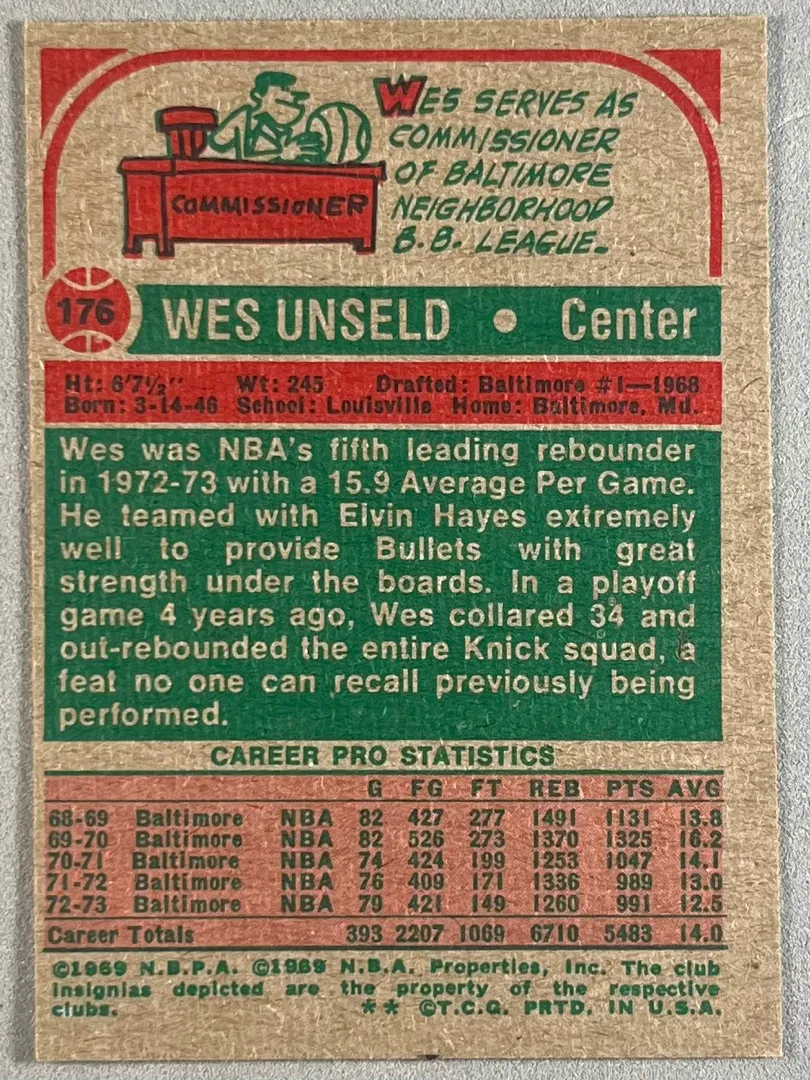 WES SERVES AS
COMMISSIONER
OF BALTIMORE
NEIGHBORHOOD
B.B. LEAGUE.
COMMISSIONER
176 WES UNSELD • Center
Ht: 6'7½" Wt: 245 Drafted: Baltimore #1—1968
Born: 3-14-46 School: Louisville Home: Baltimore, Md.
Wes was NBA's fifth leading rebounder
in 1972-73 with a 15.9 Average Per Game.
He teamed with Elvin Hayes extremely
well to provide Bullets with great
strength under the boards. In a playoff
game 4 years ago, Wes collared 34 and
out-rebounded the entire Knick squad, a
feat no one can recall previously being
performed.
CAREER PRO STATISTICS
G FG FT REB PTS AVG
68-69 Baltimore NBA 82 427 277 1491 1131 13.8
69-70 Baltimore NBA 82 526 273 1370 1325 16.2
70-71 Baltimore NBA 74 424 199 1253 1047 14.1
71-72 Baltimore NBA 76 409 171 1336 989 13.0
72-73 Baltimore NBA 79 421 149 1260 991 12.5
Career Totals 393 2207 1069 6710 5483 14.0
©1969 N.B.P.A. ©1969 N.B.A. Properties, Inc. The club
insignias depicted are the property of the respective
clubs. ** ©T.C.G. PRTD. IN U.S.A.